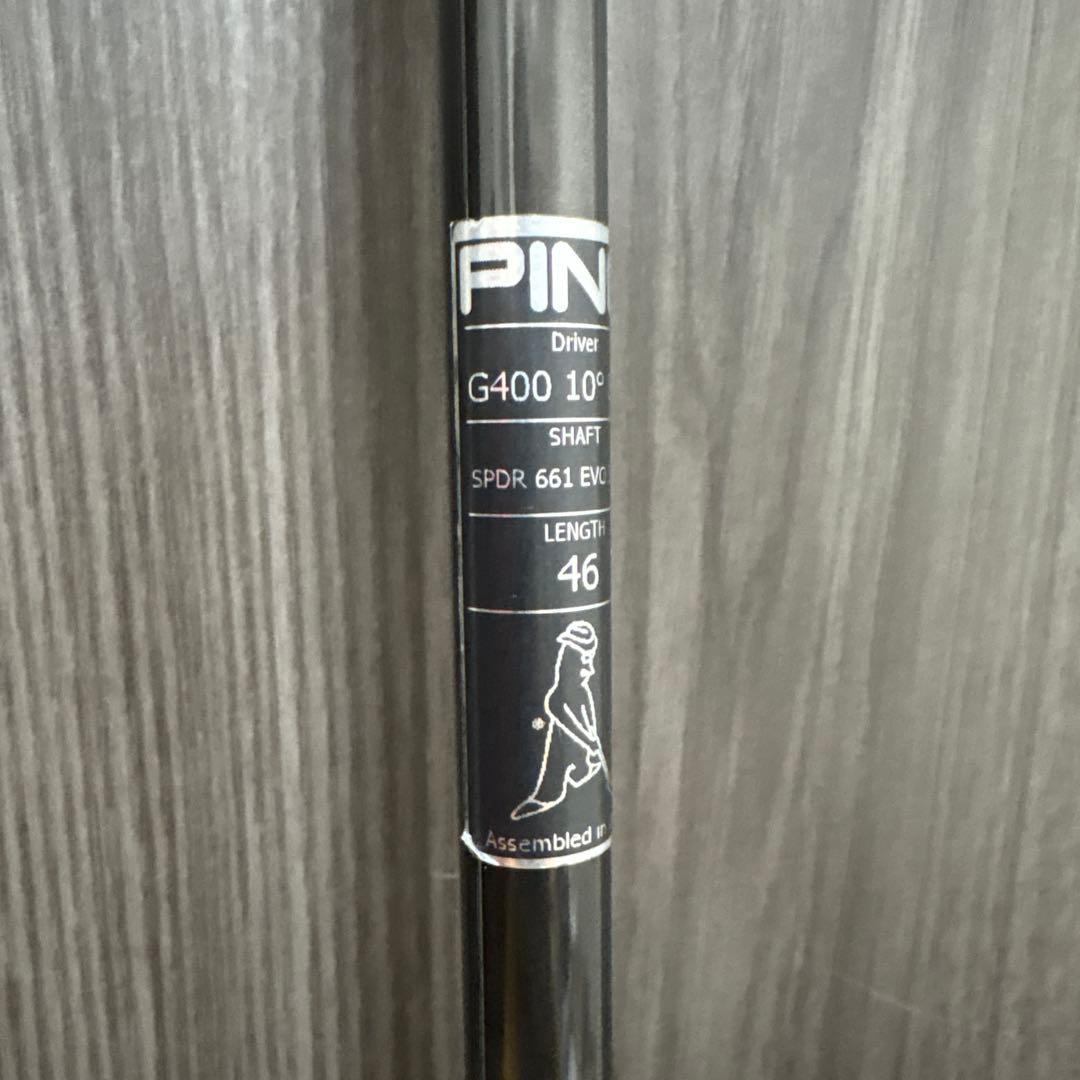 PIN
Driver
G400 10°
SHAFT
SPDR 661 EVO
LENGTH
46
Assembled in